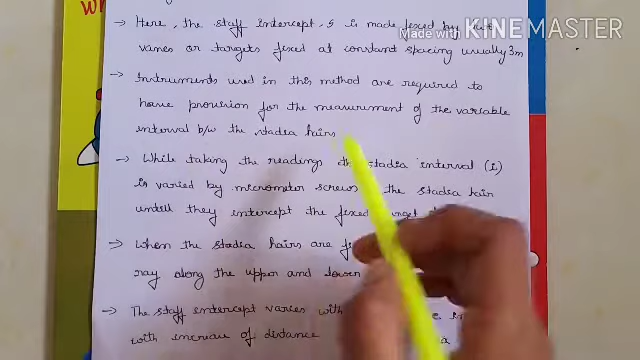 Wh
Made with KINEMASTER
→ Here, the staff intercept, S is made fixed by
vanes or targets fixed at constant spacing usually 3m
→ Instruments used in this method are required to
have provision for the measurement of the variable
interval b/w the stadia hairs
→ While taking the readings the stadia interval (i)
is varied by micrometer screws the stadia hair
untill they intercept the fixed
→ When the stadia hairs are
ray along the upper and lower
→ The staff intercept varies with
with increase of distance